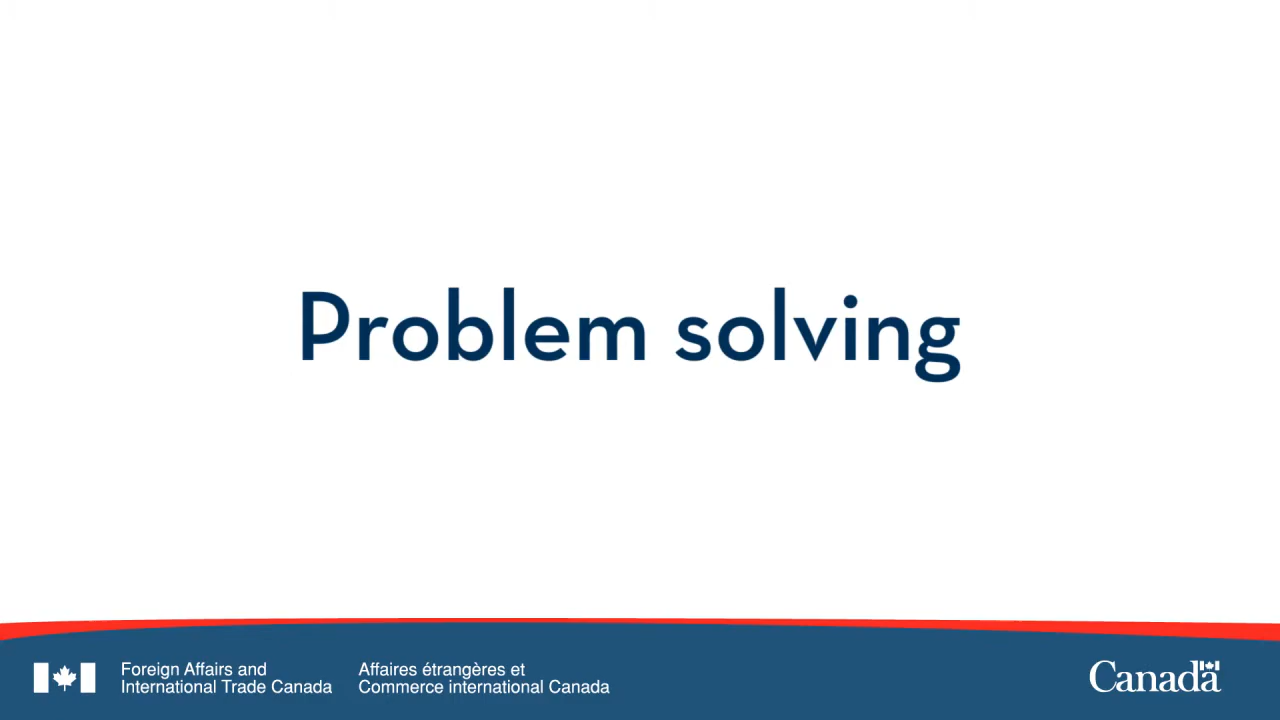 Problem solving
Foreign Affairs and
International Trade Canada
Affaires étrangères et
Commerce international Canada
Canada